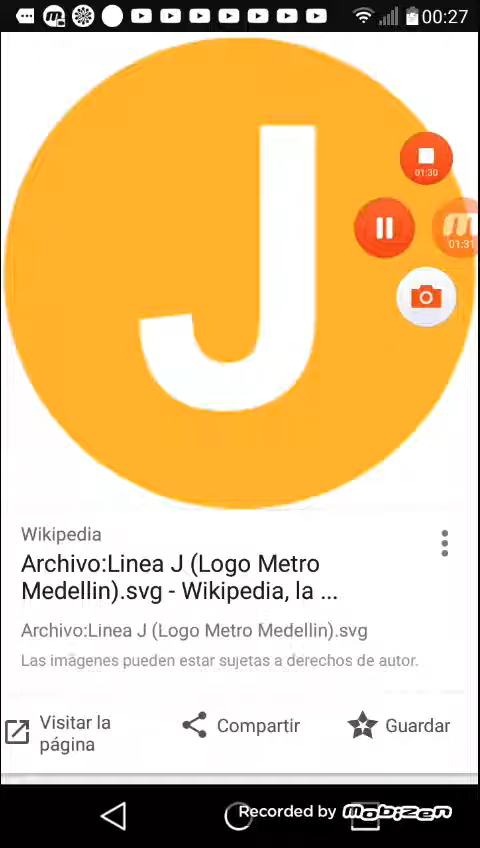 00:27
J
01:30
01:31
Wikipedia
Archivo:Linea J (Logo Metro
Medellin).svg - Wikipedia, la ...
Archivo:Linea J (Logo Metro Medellin).svg
Las imágenes pueden estar sujetas a derechos de autor.
Visitar la
página
Compartir
Guardar
Recorded by mobizen